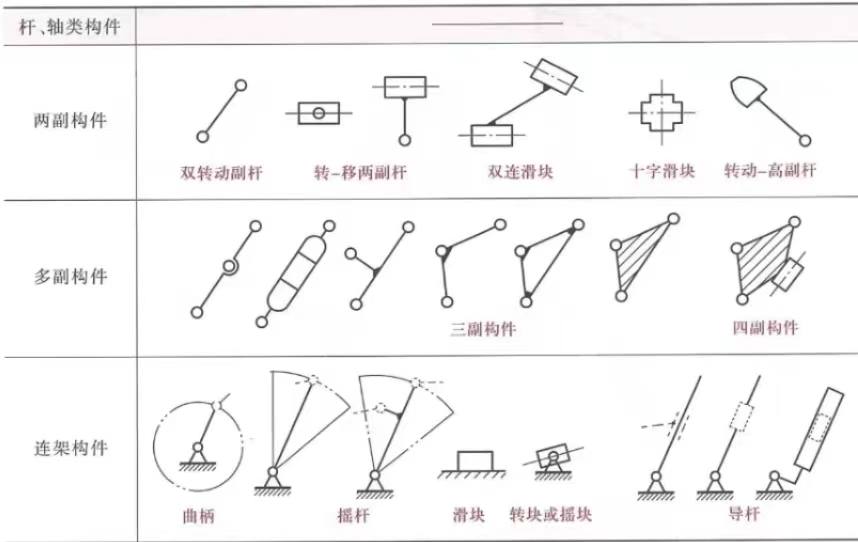 杆、轴类构件
两副构件
双转动副杆 转-移两副杆 双连滑块 十字滑块 转动-高副杆
多副构件
三副构件 四副构件
连架构件
曲柄 摇杆 滑块 转块或摇块 导杆